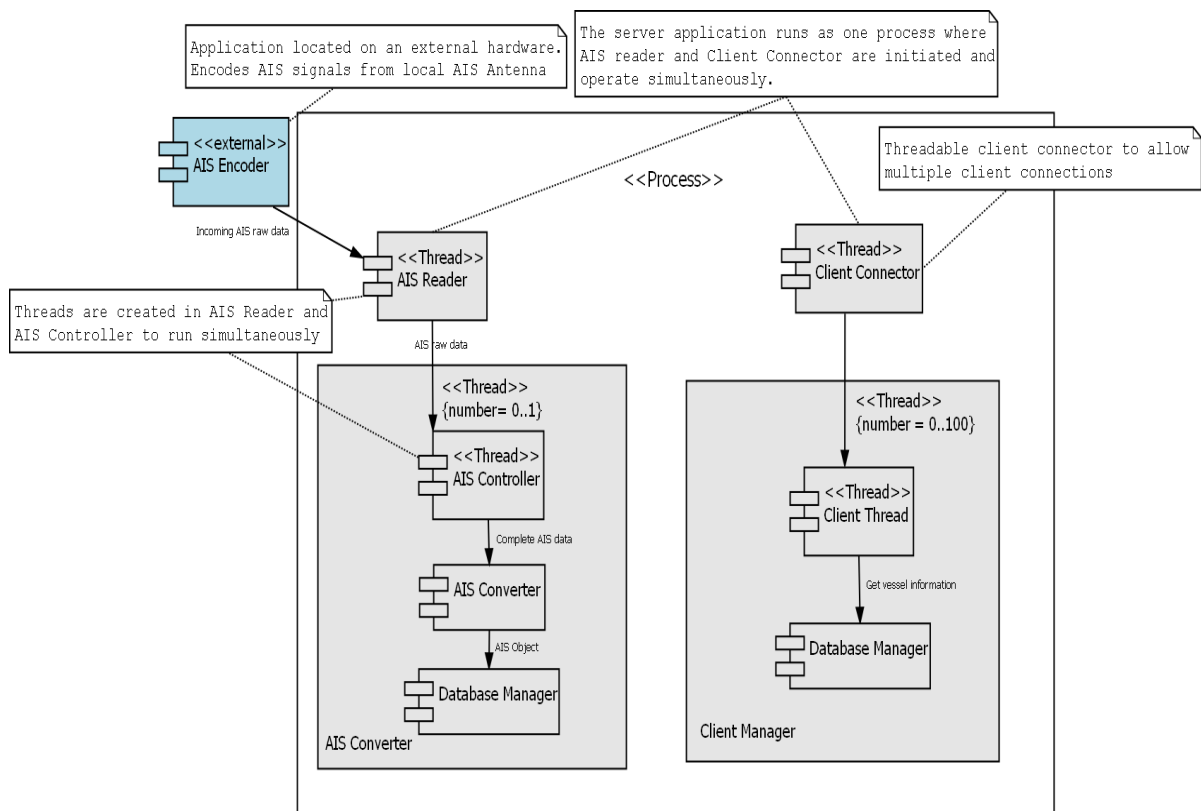 Application located on an external hardware.
Encodes AIS signals from local AIS Antenna
The server application runs as one process where
AIS reader and Client Connector are initiated and
operate simultaneously.
<<external>>
AIS Encoder
Threadable client connector to allow
multiple client connections
<<Process>>
Incoming AIS raw data
<<Thread>>
AIS Reader
<<Thread>>
Client Connector
Threads are created in AIS Reader and
AIS Controller to run simultaneously
AIS raw data
<<Thread>>
{number= 0..1}
<<Thread>>
{number = 0..100}
<<Thread>>
AIS Controller
<<Thread>>
Client Thread
Complete AIS data
AIS Converter
Get vessel information
AIS Object
Database Manager
Database Manager
AIS Converter
Client Manager